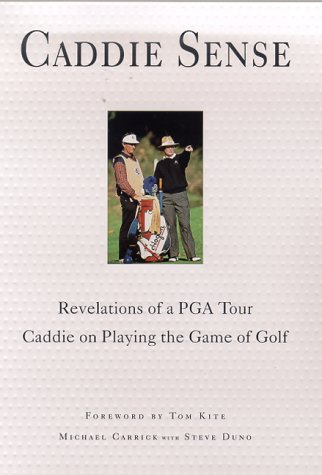 CADDIE SENSE
Revelations of a PGA Tour
Caddie on Playing the Game of Golf
FOREWORD BY TOM KITE
MICHAEL CARRICK WITH STEVE DUNO